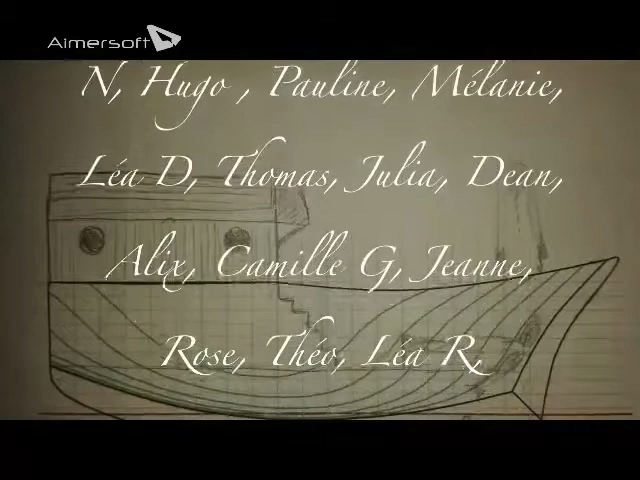 Aimersoft
N, Hugo , Pauline, Mélanie,
Léa D, Thomas, Julia, Dean,
Alix, Camille G, Jeanne,
Rose, Théo, Léa R,